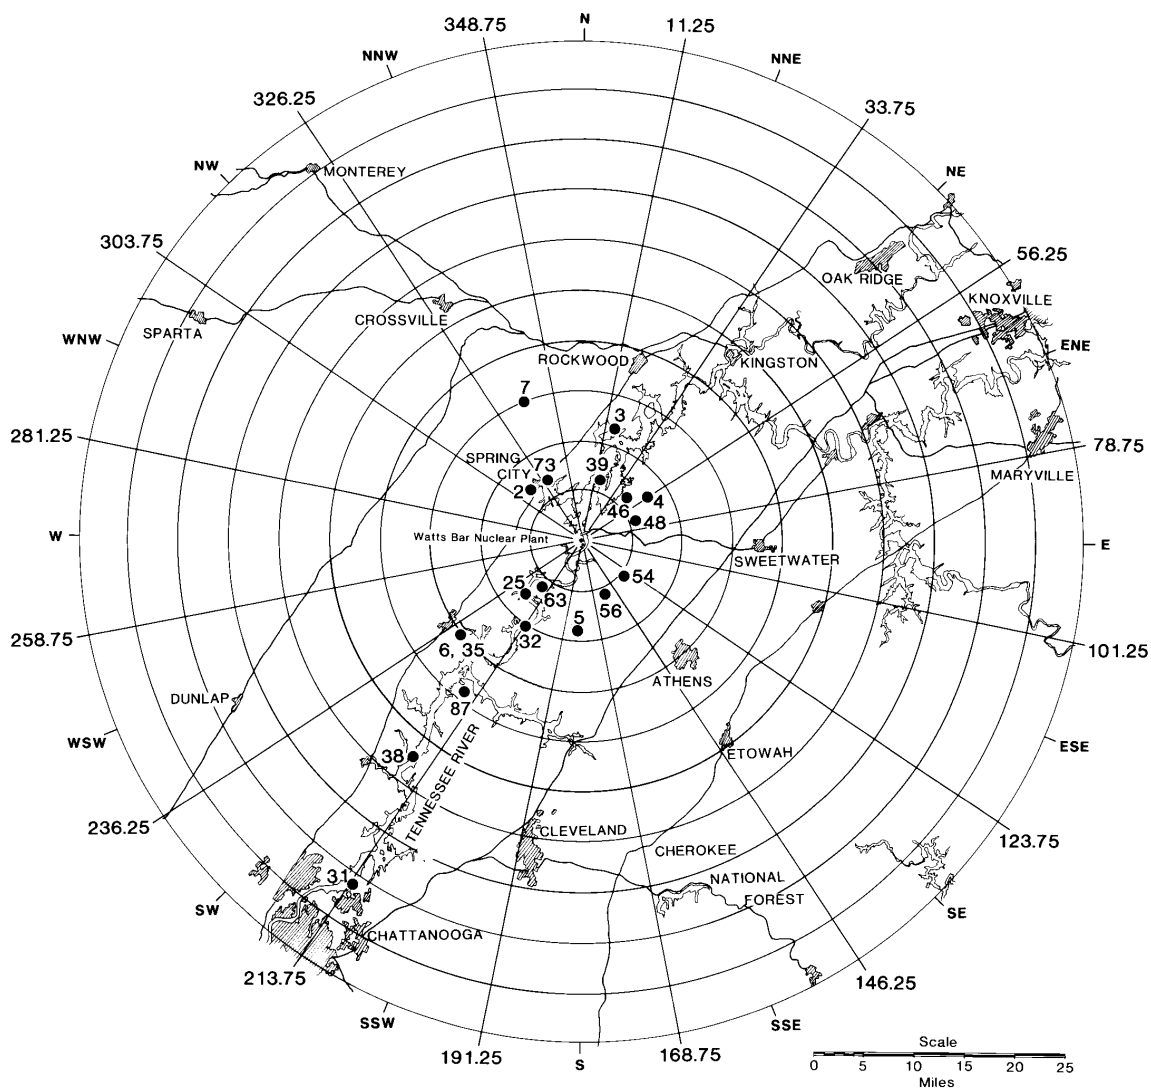 N
348.75
11.25
NNW
NNE
326.25
33.75
NW
MONTEREY
NE
303.75
56.25
OAK RIDGE
KNOXVILLE
SPARTA
CROSSVILLE
WNW
ENE
ROCKWOOD
KINGSTON
7
3
281.25
78.75
SPRING
CITY
73
39
MARYVILLE
2
46
4
48
W
Watts Bar Nuclear Plant
E
SWEETWATER
54
25
63
56
5
258.75
32
6, 35
101.25
ATHENS
DUNLAP
87
WSW
ESE
38
ETOWAH
TENNESSEE RIVER
236.25
CLEVELAND
123.75
CHEROKEE
31
NATIONAL
FOREST
SW
SE
CHATTANOOGA
213.75
146.25
SSW
SSE
191.25
S
168.75
Scale
0 5 10 15 20 25
Miles